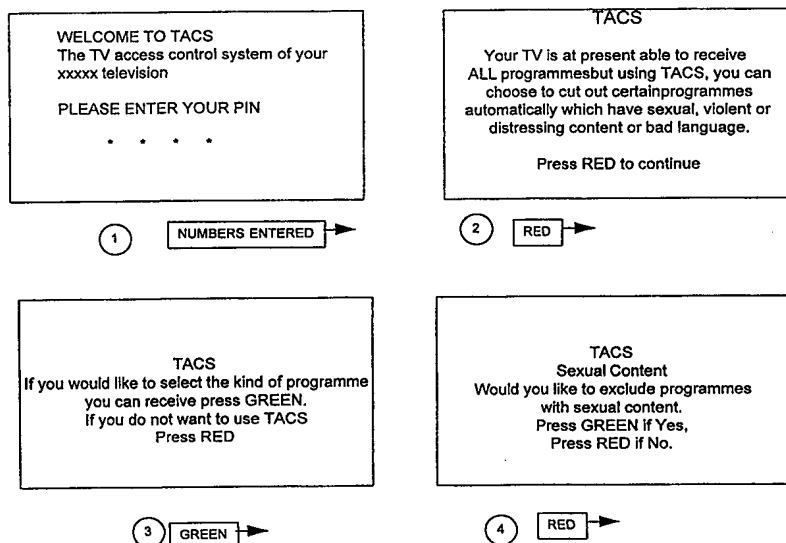 WELCOME TO TACS
The TV access control system of your
xxxxx television
PLEASE ENTER YOUR PIN
* * * *
1 NUMBERS ENTERED
TACS
Your TV is at present able to receive
ALL programmesbut using TACS, you can
choose to cut out certainprogrammes
automatically which have sexual, violent or
distressing content or bad language.
Press RED to continue
2 RED
TACS
If you would like to select the kind of programme
you can receive press GREEN.
If you do not want to use TACS
Press RED
3 GREEN
TACS
Sexual Content
Would you like to exclude programmes
with sexual content.
Press GREEN if Yes,
Press RED if No.
4 RED